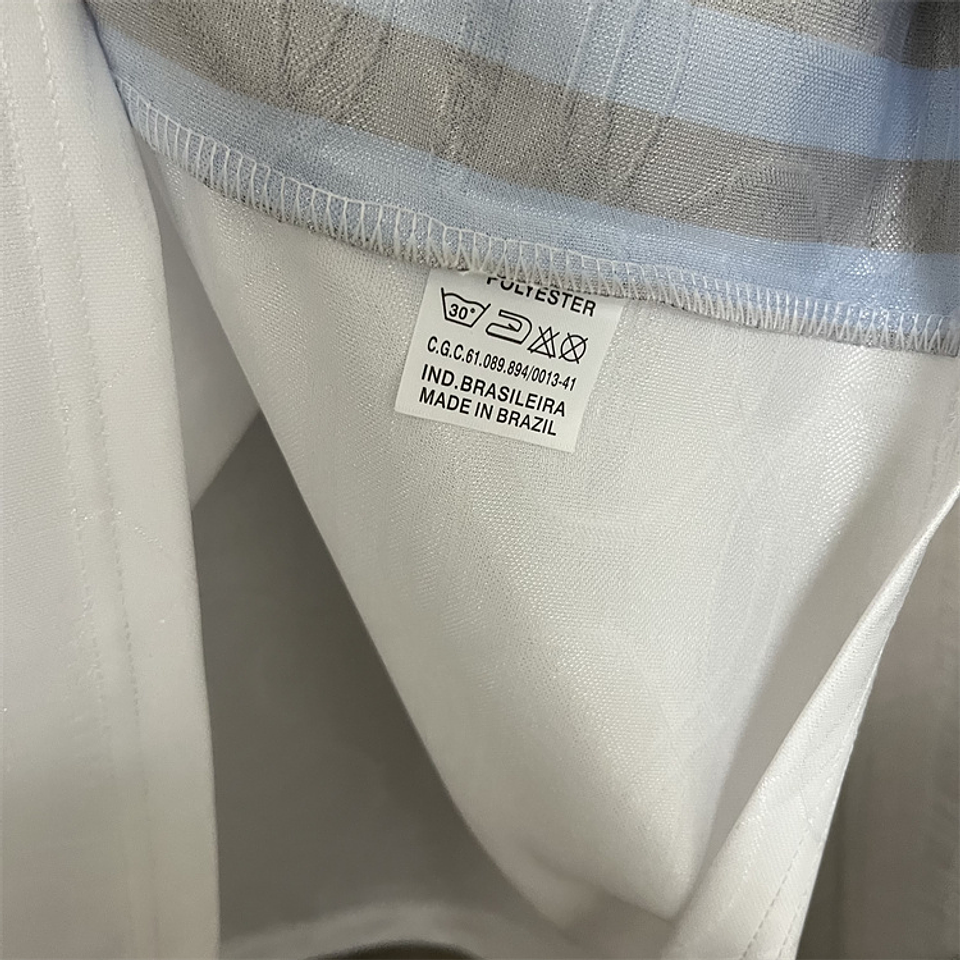 POLYESTER
30°
C.G.C.61.089.894/0013-41
IND.BRASILEIRA
MADE IN BRAZIL